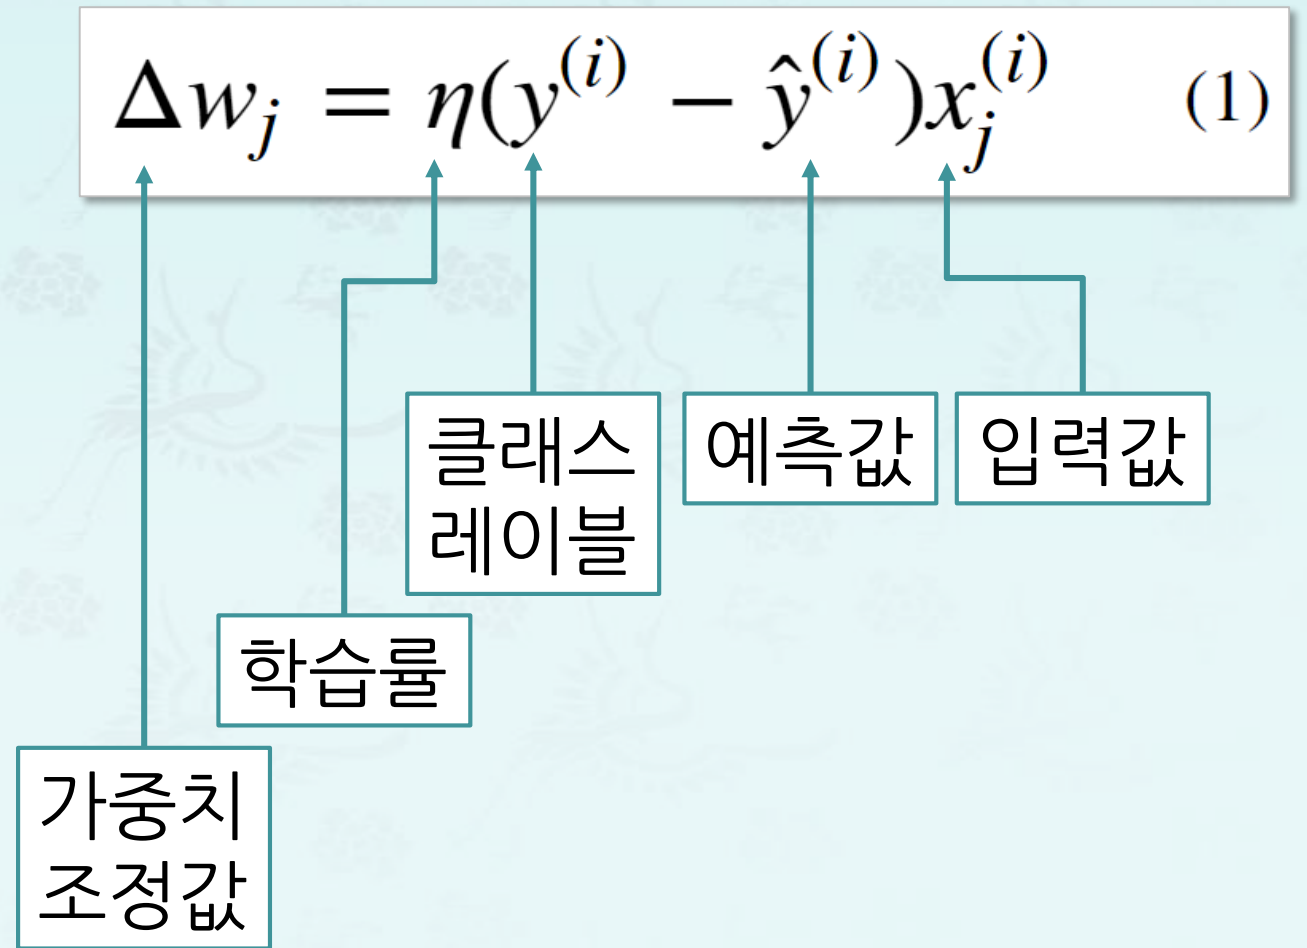 Δw_j = η(y^(i) − ŷ^(i))x_j^(i) (1)
클래스
레이블
예측값
입력값
학습률
가중치
조정값